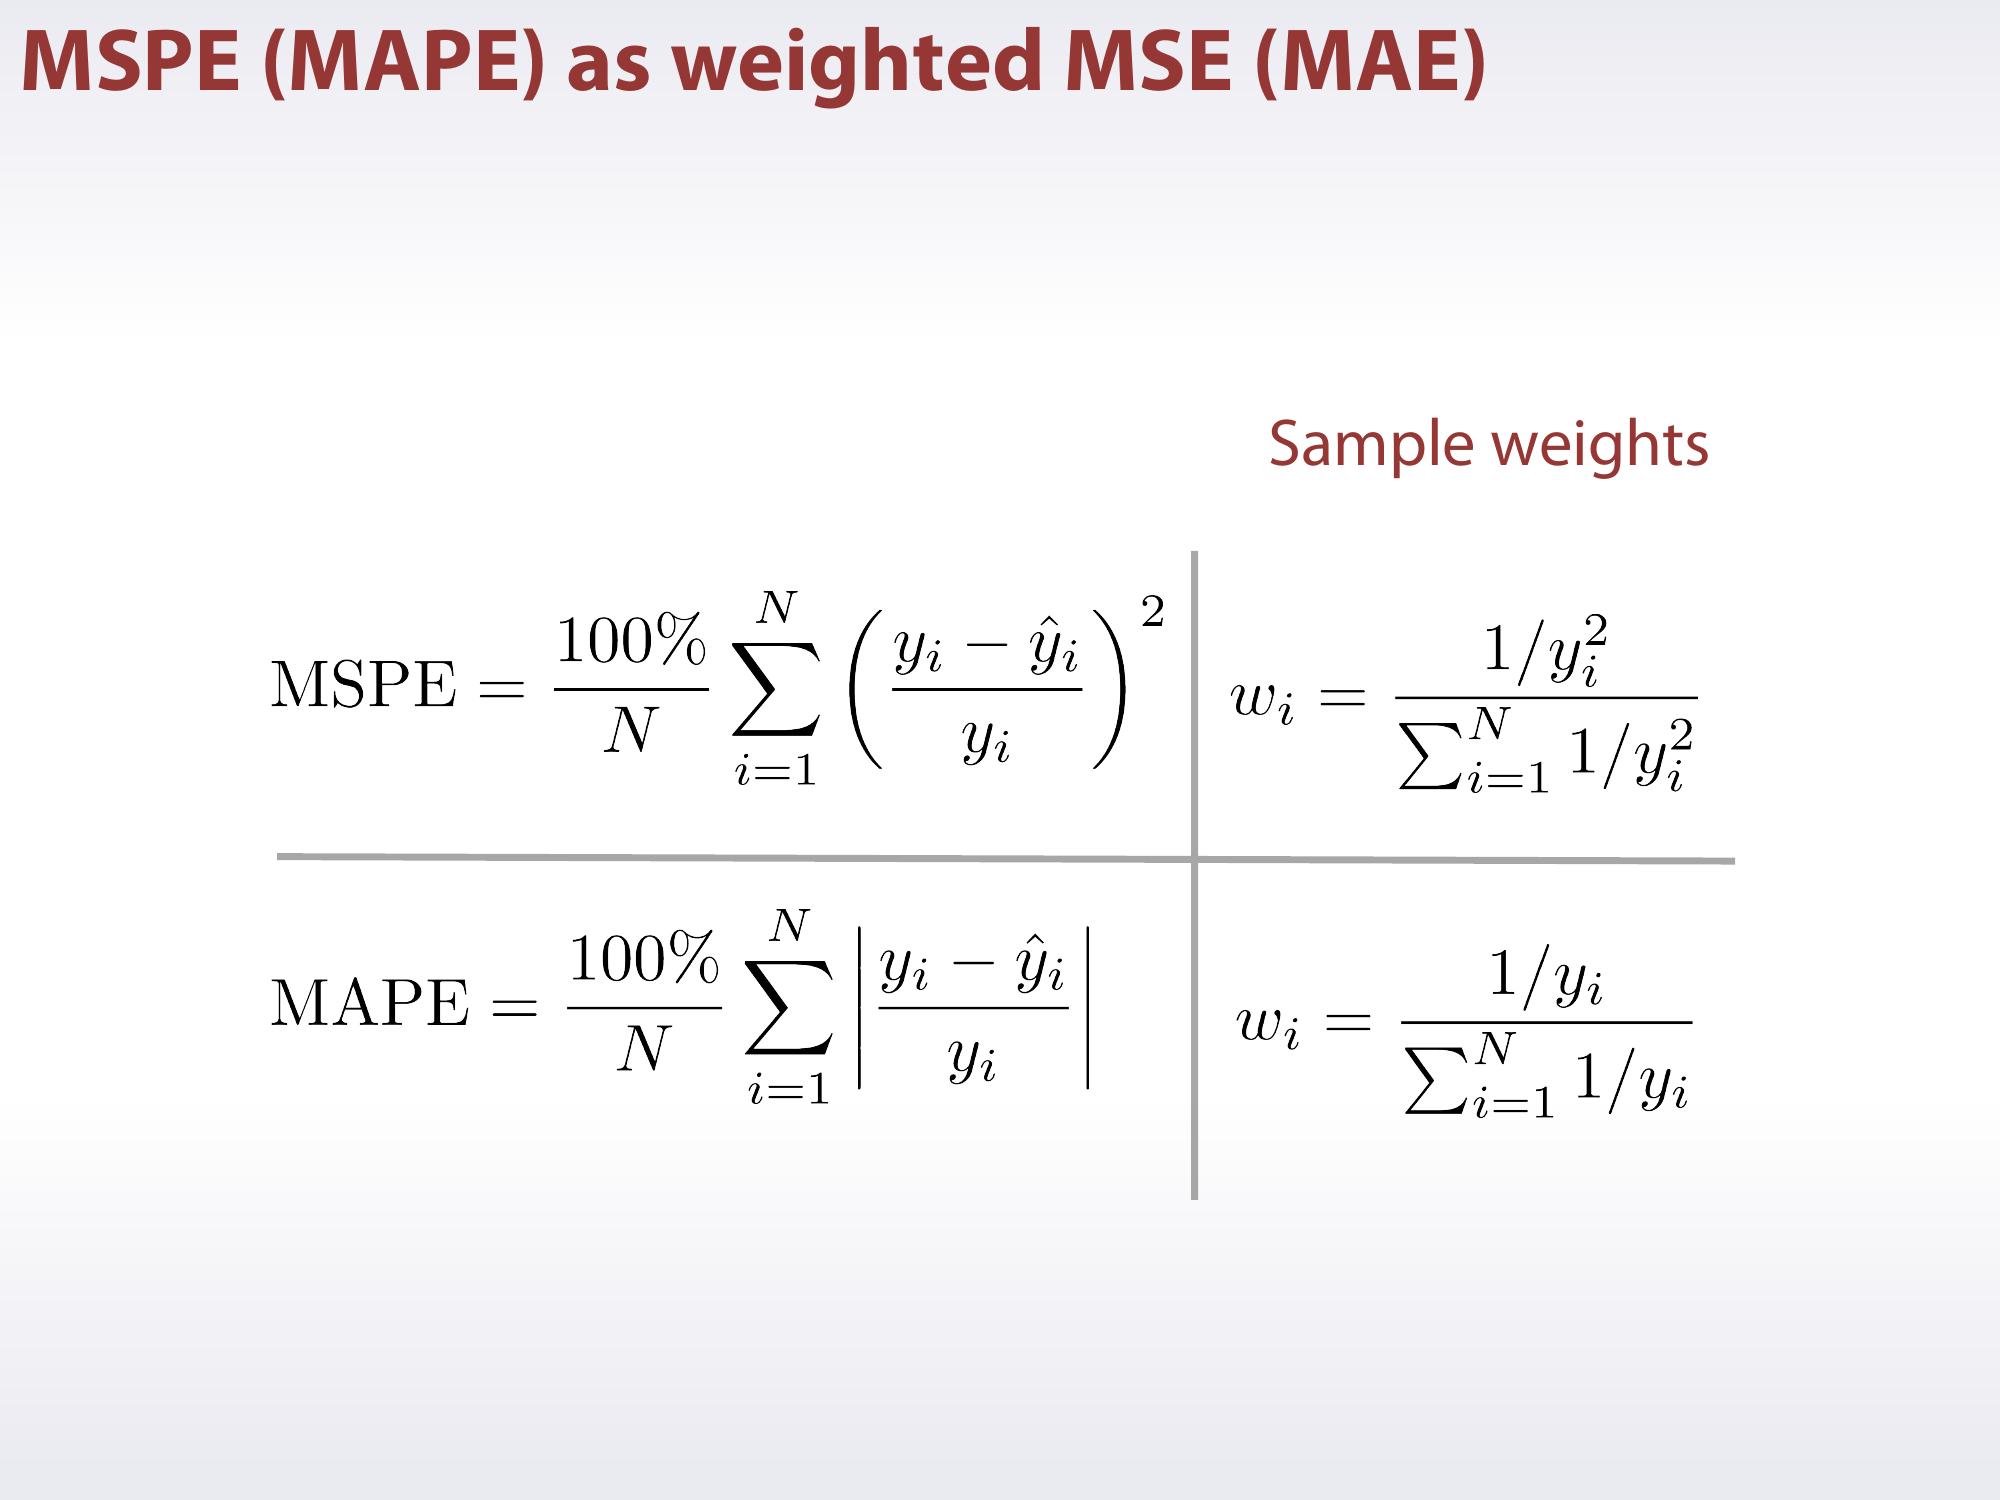 MSPE (MAPE) as weighted MSE (MAE)
Sample weights
MSPE = \frac{100\%}{N} \sum_{i=1}^{N} \left( \frac{y_i - \hat{y}_i}{y_i} \right)^2
w_i = \frac{1/y_i^2}{\sum_{i=1}^{N} 1/y_i^2}
MAPE = \frac{100\%}{N} \sum_{i=1}^{N} \left| \frac{y_i - \hat{y}_i}{y_i} \right|
w_i = \frac{1/y_i}{\sum_{i=1}^{N} 1/y_i}